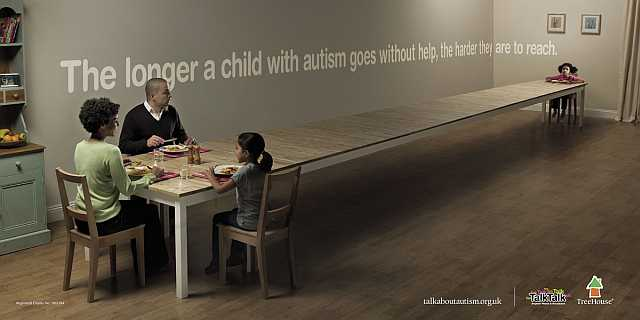 The longer a child with autism goes without help, the harder they are to reach.
talkaboutautism.org.uk
TalkTalk
TreeHouse